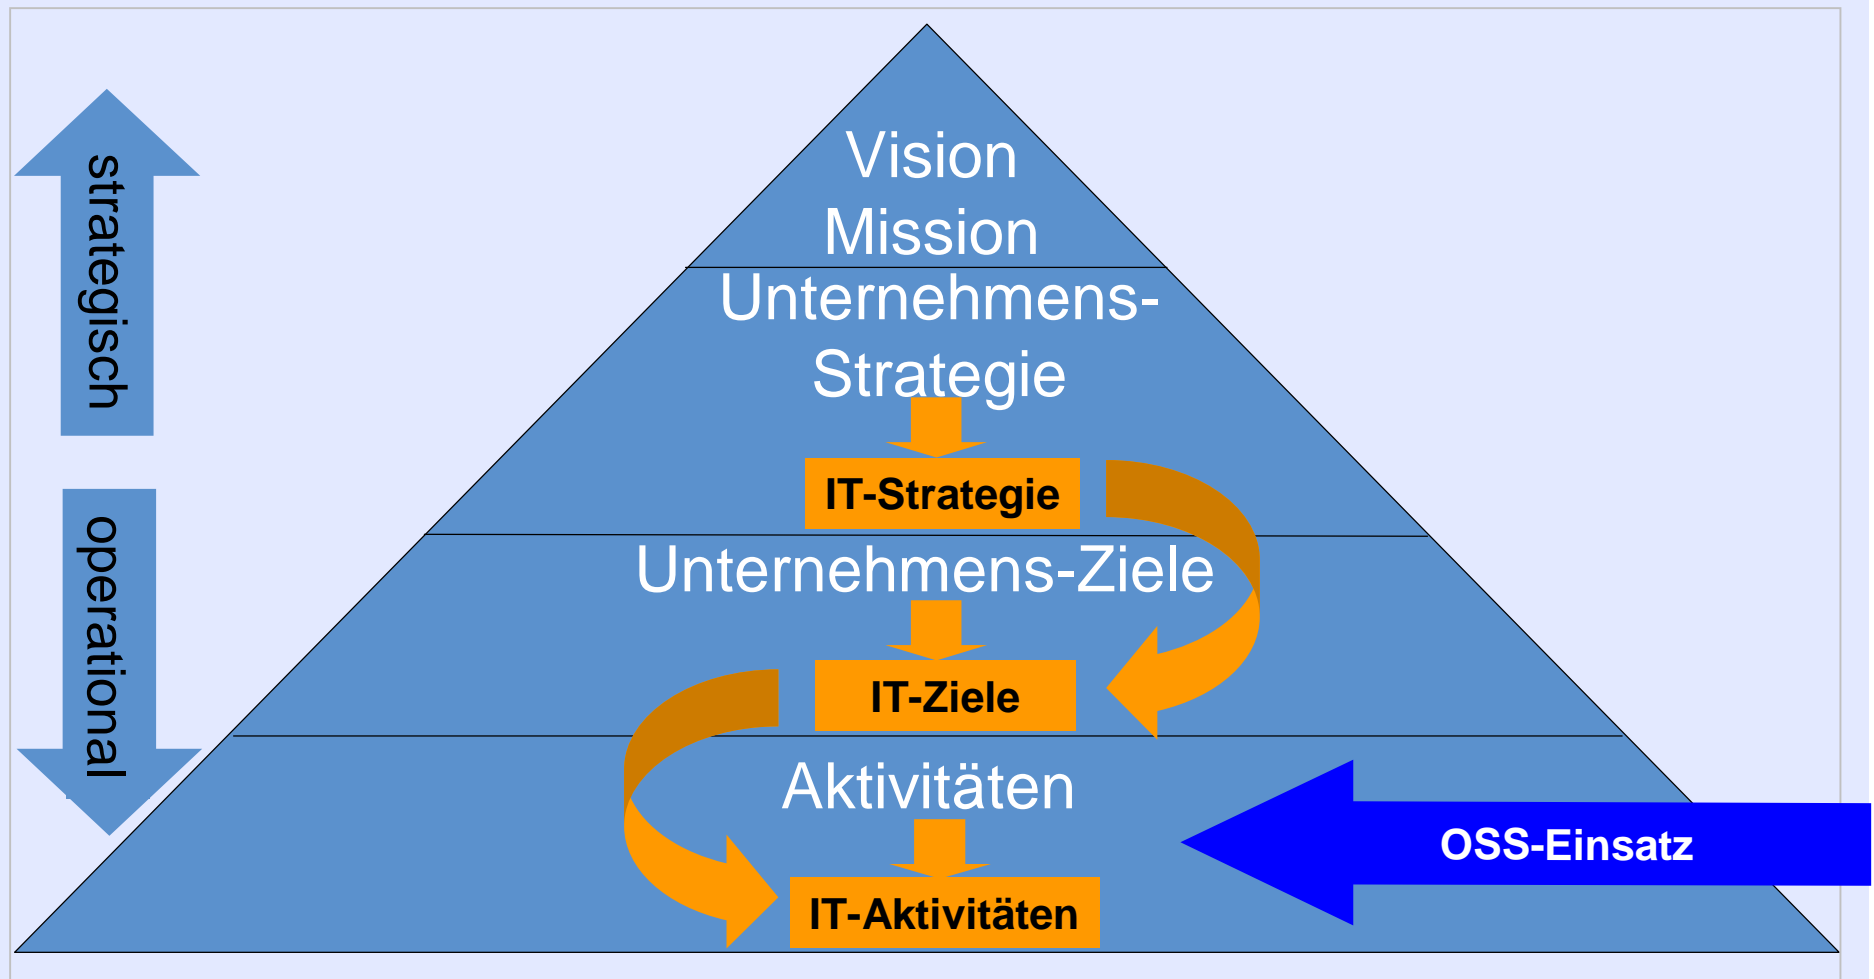 strategisch
operational
Vision
Mission
Unternehmens-
Strategie
IT-Strategie
Unternehmens-Ziele
IT-Ziele
Aktivitäten
OSS-Einsatz
IT-Aktivitäten